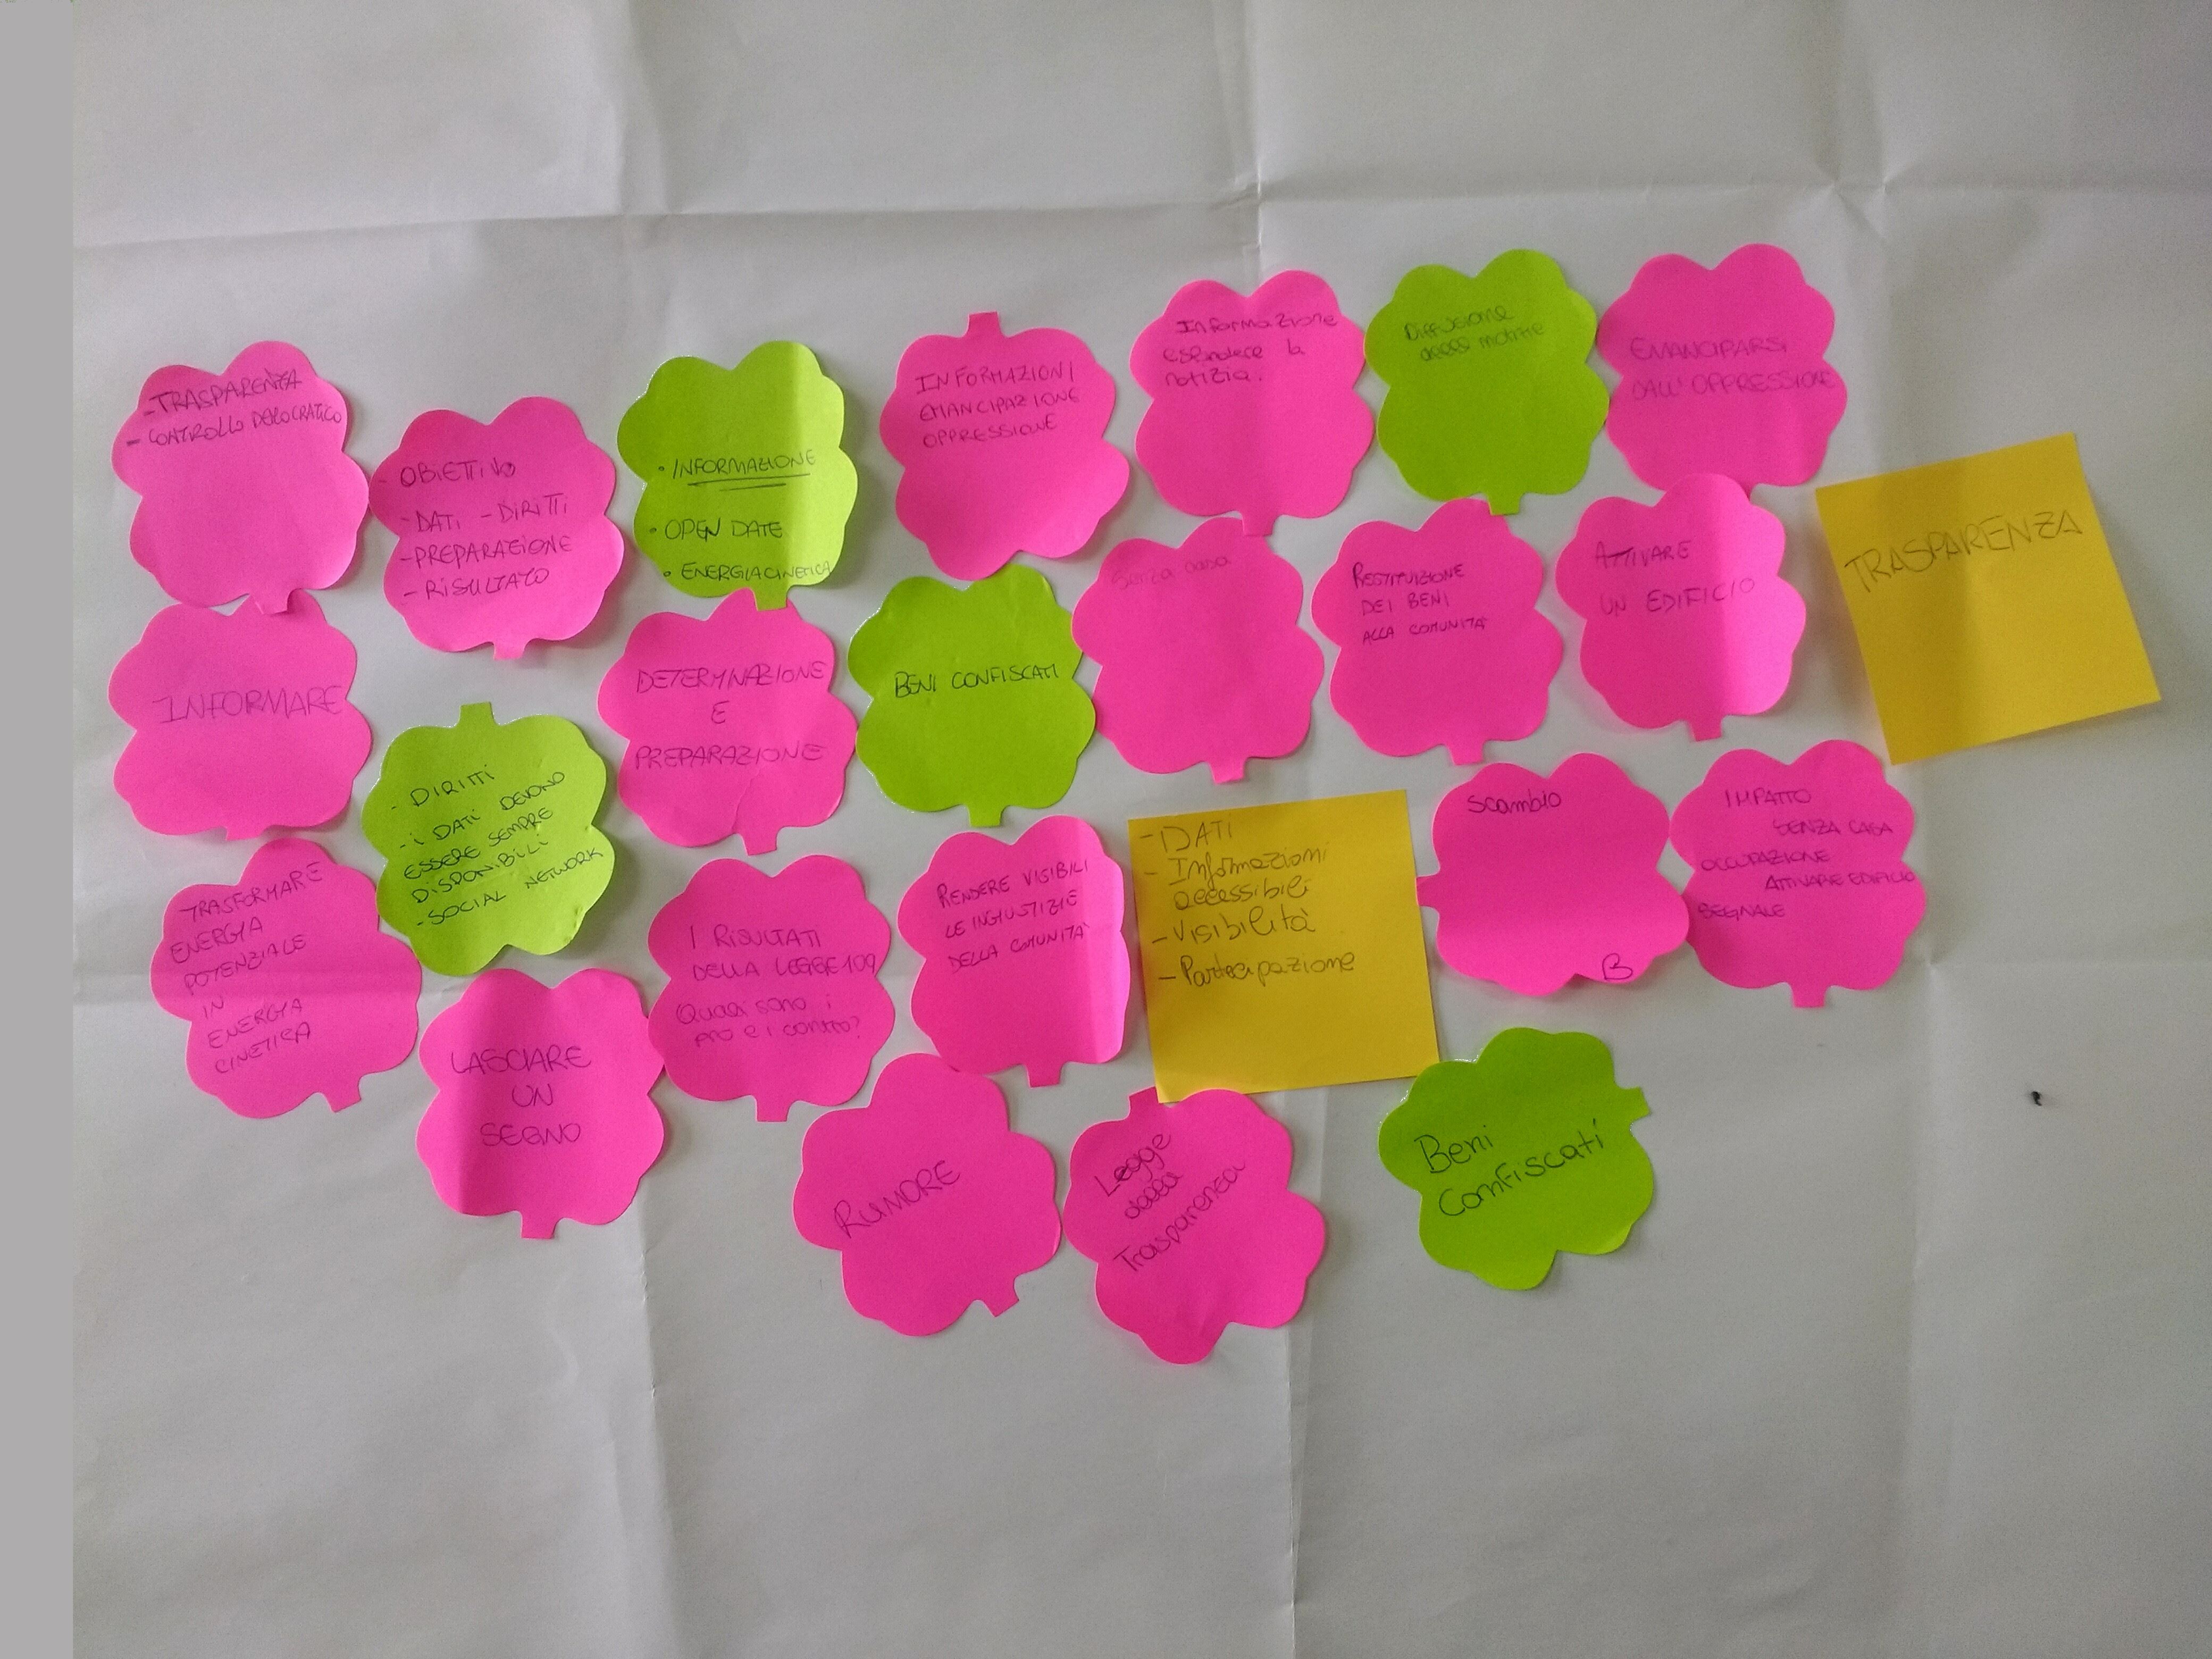 - TRASPARENZA
- CONTROLLO DEMOCRATICO
- OBIETTIVO
- DATI - DIRITTI
- PREPARAZIONE
- RISULTATO
• INFORMAZIONE
• OPEN DATE
• ENERGIA CINETICA
INFORMAZIONI
EMANCIPAZIONE
OPPRESSIONE
Informazione
la
notizia.
Diffusione
delle
EMANCIPARSI
DALL'OPPRESSIONE
TRASPARENZA
INFORMARE
- DIRITTI
- i DATI DEVONO
ESSERE SEMPRE
DISPONIBILI
- SOCIAL NETWORK
DETERMINAZIONE
E
PREPARAZIONE
BENI CONFISCATI
Senza casa
RESTITUZIONE
DEI BENI
ALLA COMUNITA'
ATTIVARE
UN EDIFICIO
TRASFORMARE
ENERGIA
POTENZIALE
IN
ENERGIA
CINETICA
LASCIARE
UN
SEGNO
I RISULTATI
DELLA LEGGE 109
Quali sono i
pro e i contro?
RENDERE VISIBILI
LE INGIUSTIZIE
DELLA COMUNITA'
- DATI
- Informazioni
accessibili
- Visibilità
- Partecipazione
Scambio
B
IMPATTO
SENZA CASA
OCCUPAZIONE
ATTIVARE EDIFICIO
SEGNALE
RUMORE
Legge
della
Trasparenza
Beni
Confiscati